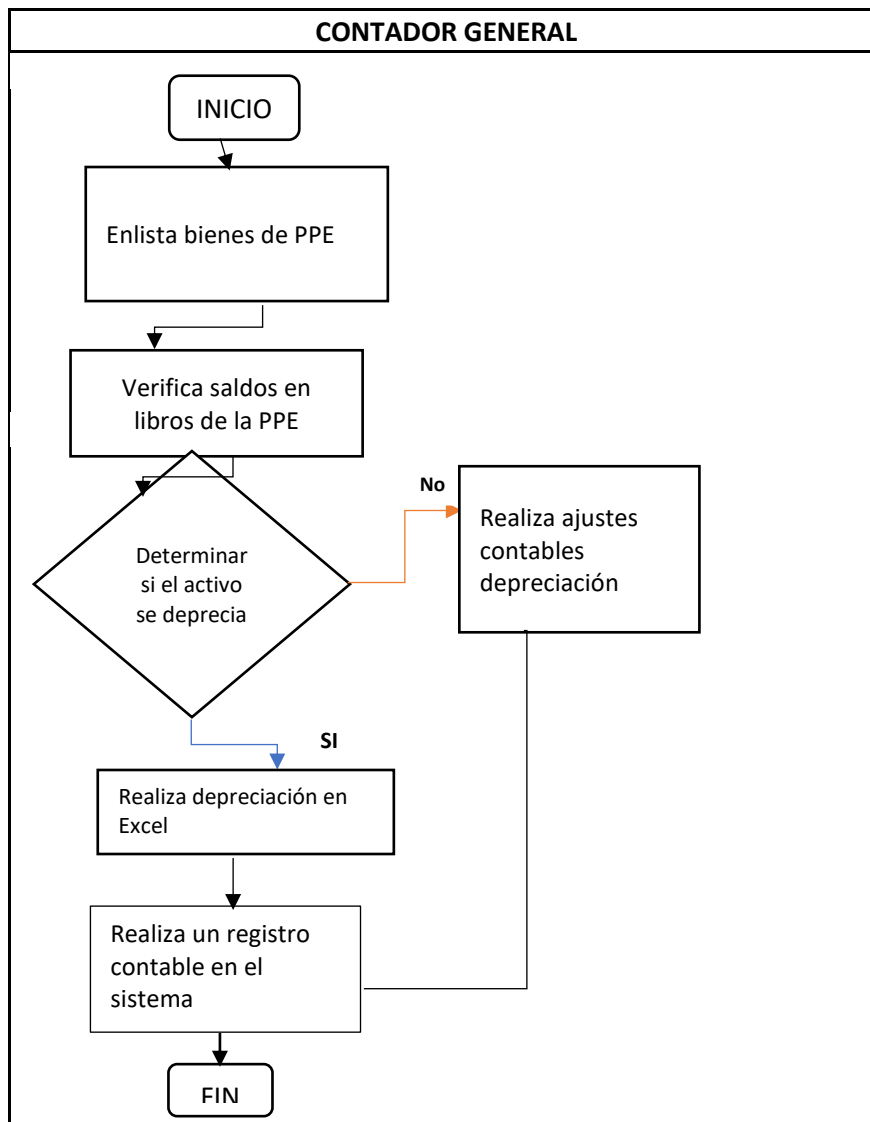 CONTADOR GENERAL
INICIO
Enlista bienes de PPE
Verifica saldos en
libros de la PPE
No
Realiza ajustes
contables
depreciación
Determinar
si el activo
se deprecia
SI
Realiza depreciación en
Excel
Realiza un registro
contable en el
sistema
FIN